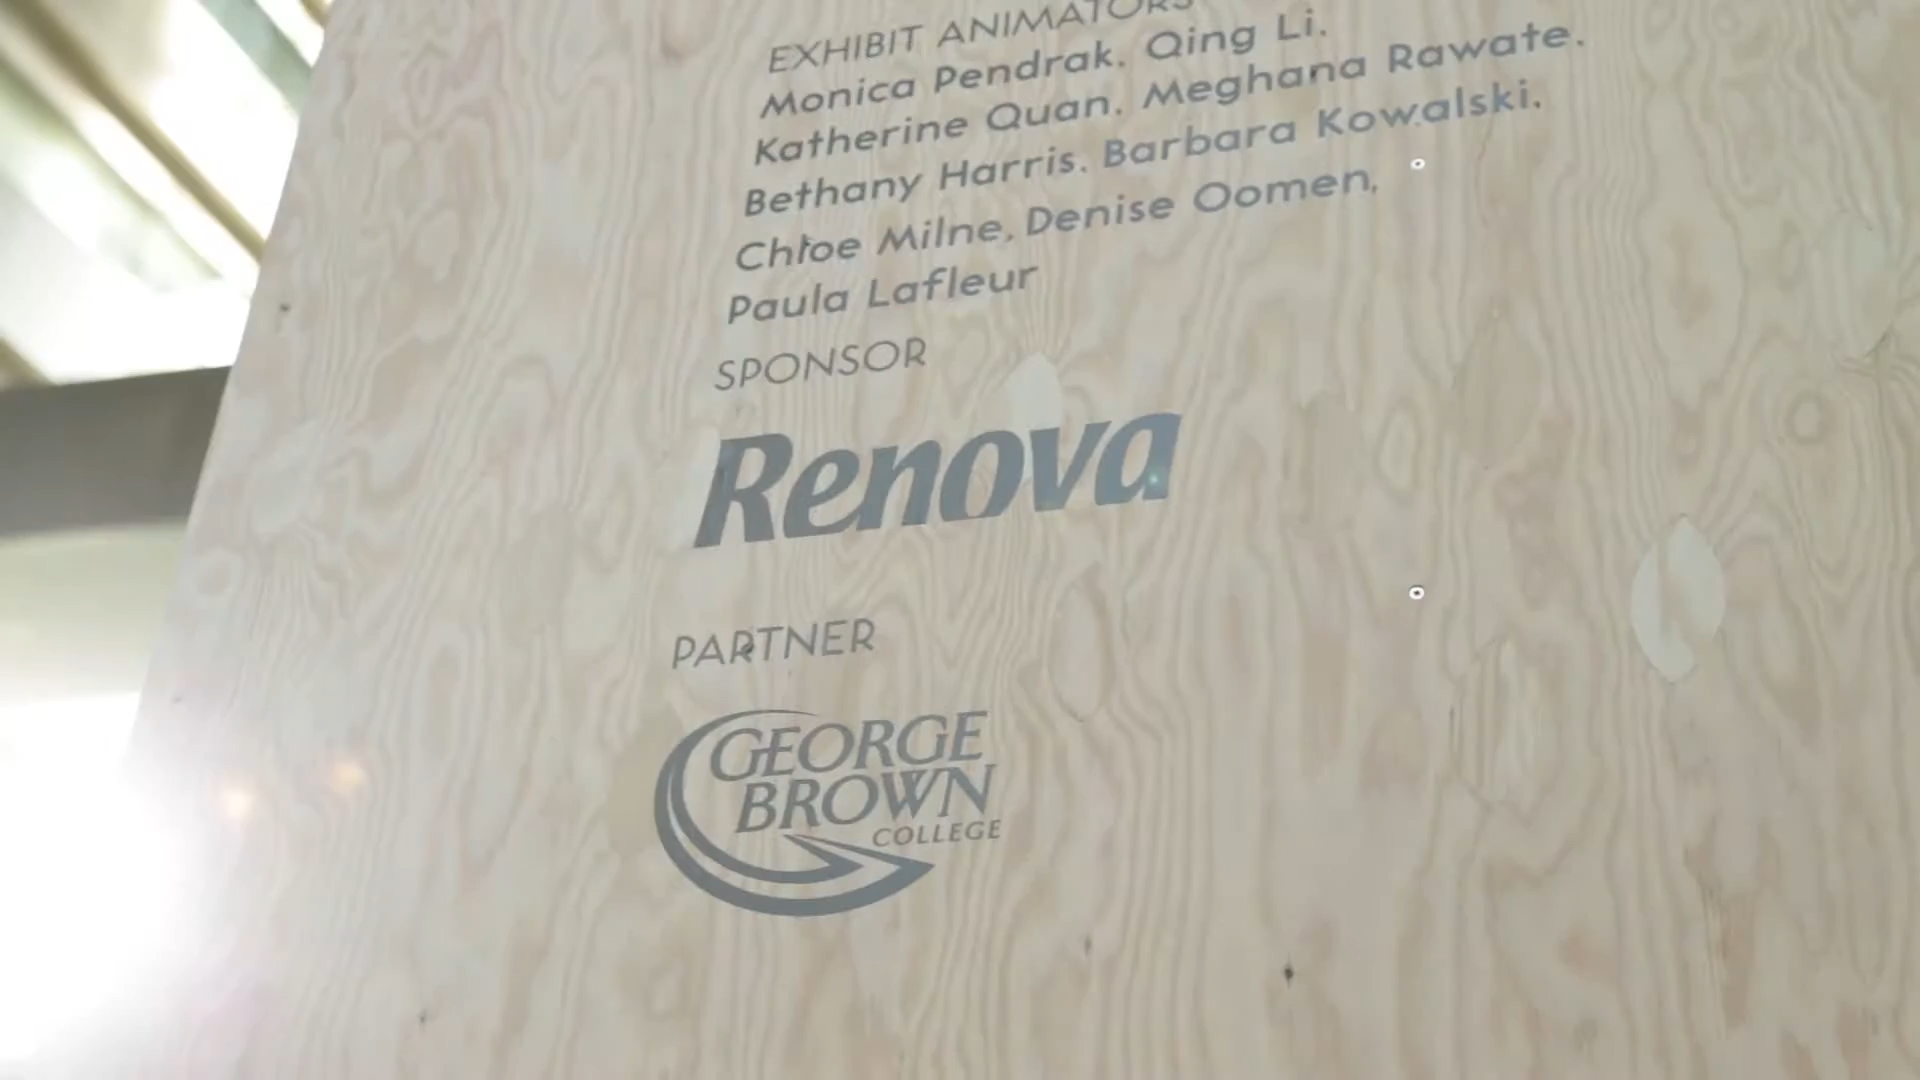 EXHIBIT ANIMATORS
Monica Pendrak, Qing Li,
Katherine Quan, Meghana Rawate,
Bethany Harris, Barbara Kowalski,
Chloe Milne, Denise Oomen,
Paula Lafleur
SPONSOR
Renova
PARTNER
GEORGE
BROWN
COLLEGE